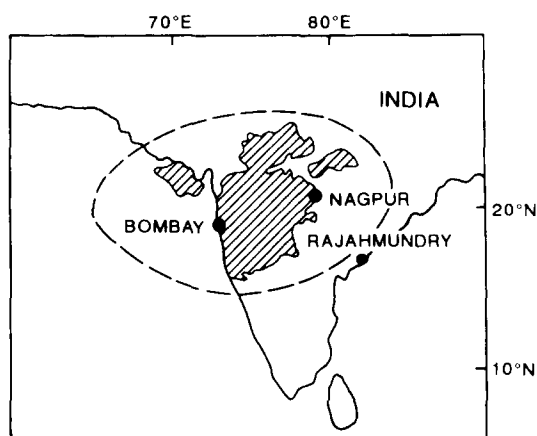 70°E 80°E
INDIA
NAGPUR
20°N
BOMBAY
RAJAHMUNDRY
10°N